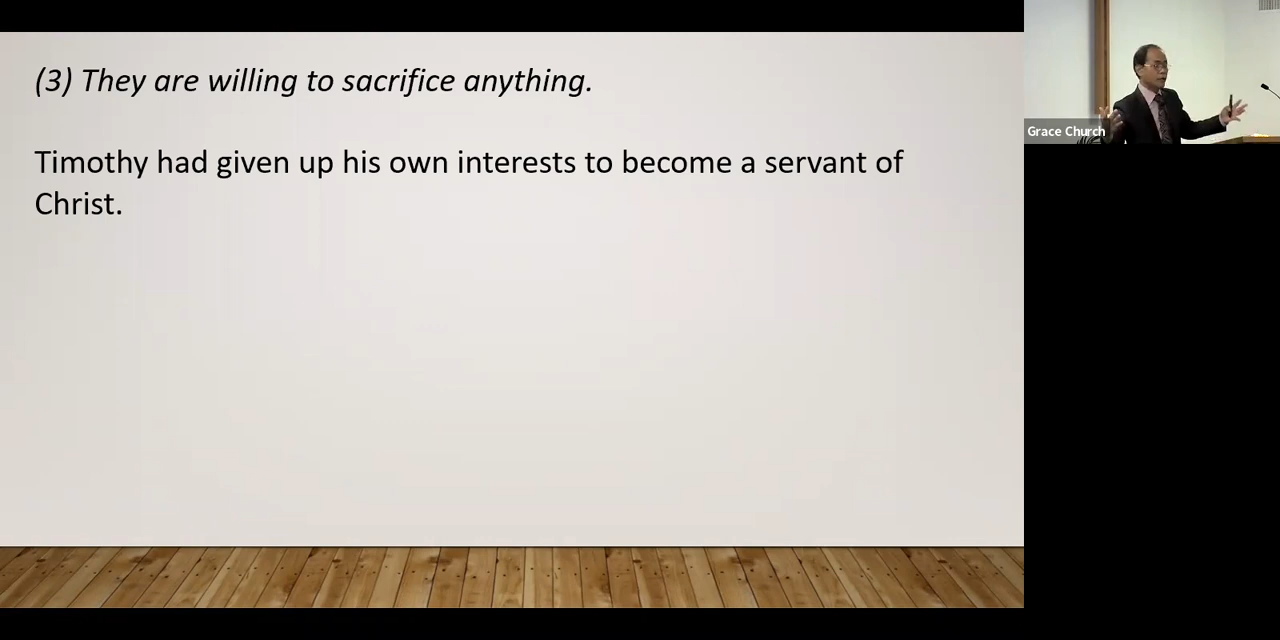 (3) They are willing to sacrifice anything.
Timothy had given up his own interests to become a servant of
Christ.
Grace Church